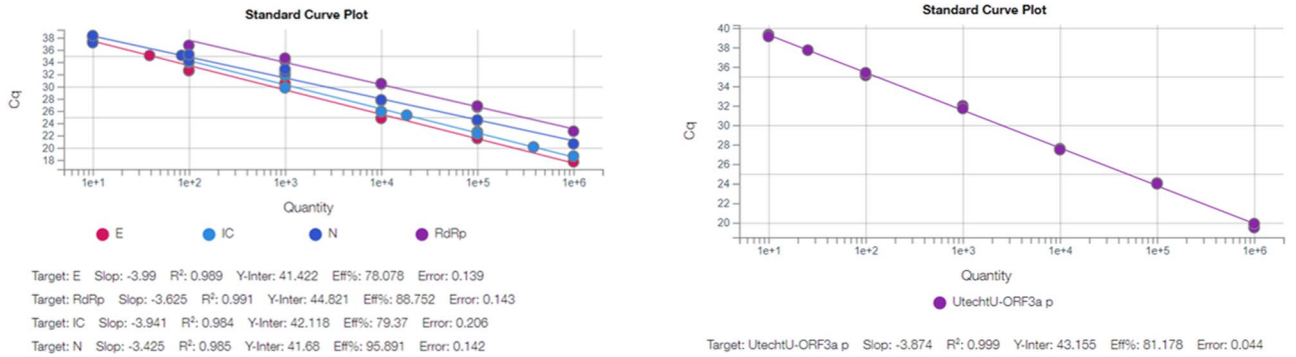 Standard Curve Plot
38
36
34
32
30
28
26
24
22
20
18
Cq
1e+1 1e+2 1e+3 1e+4 1e+5 1e+6
Quantity
E IC N RdRp
Target: E Slop: -3.99 R²: 0.989 Y-Inter: 41.422 Eff%: 78.078 Error: 0.139
Target: RdRp Slop: -3.625 R²: 0.991 Y-Inter: 44.821 Eff%: 88.752 Error: 0.143
Target: IC Slop: -3.941 R²: 0.984 Y-Inter: 42.118 Eff%: 79.37 Error: 0.206
Target: N Slop: -3.425 R²: 0.985 Y-Inter: 41.68 Eff%: 95.891 Error: 0.142
Standard Curve Plot
40
38
36
34
32
30
28
26
24
22
20
Cq
1e+1 1e+2 1e+3 1e+4 1e+5 1e+6
Quantity
UtechtU-ORF3a p
Target: UtechtU-ORF3a p Slop: -3.874 R²: 0.999 Y-Inter: 43.155 Eff%: 81.178 Error: 0.044